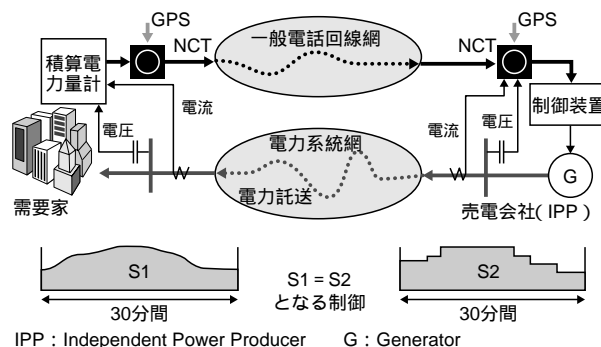 GPS
GPS
NCT
一般電話回線網
NCT
積算電
力量計
制御装置
電圧
電流
電流
電圧
電力系統網
電力託送
G
需要家
売電会社(IPP)
S1
S1=S2
となる制御
S2
30分間
30分間
IPP:Independent Power Producer G:Generator